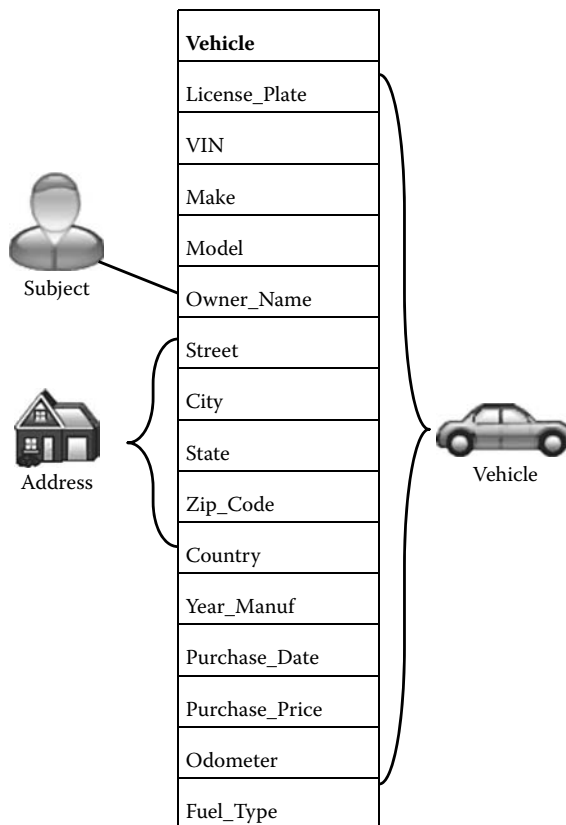 Vehicle
License_Plate
VIN
Make
Model
Owner_Name
Street
City
State
Zip_Code
Country
Year_Manuf
Purchase_Date
Purchase_Price
Odometer
Fuel_Type
Subject
Address
Vehicle